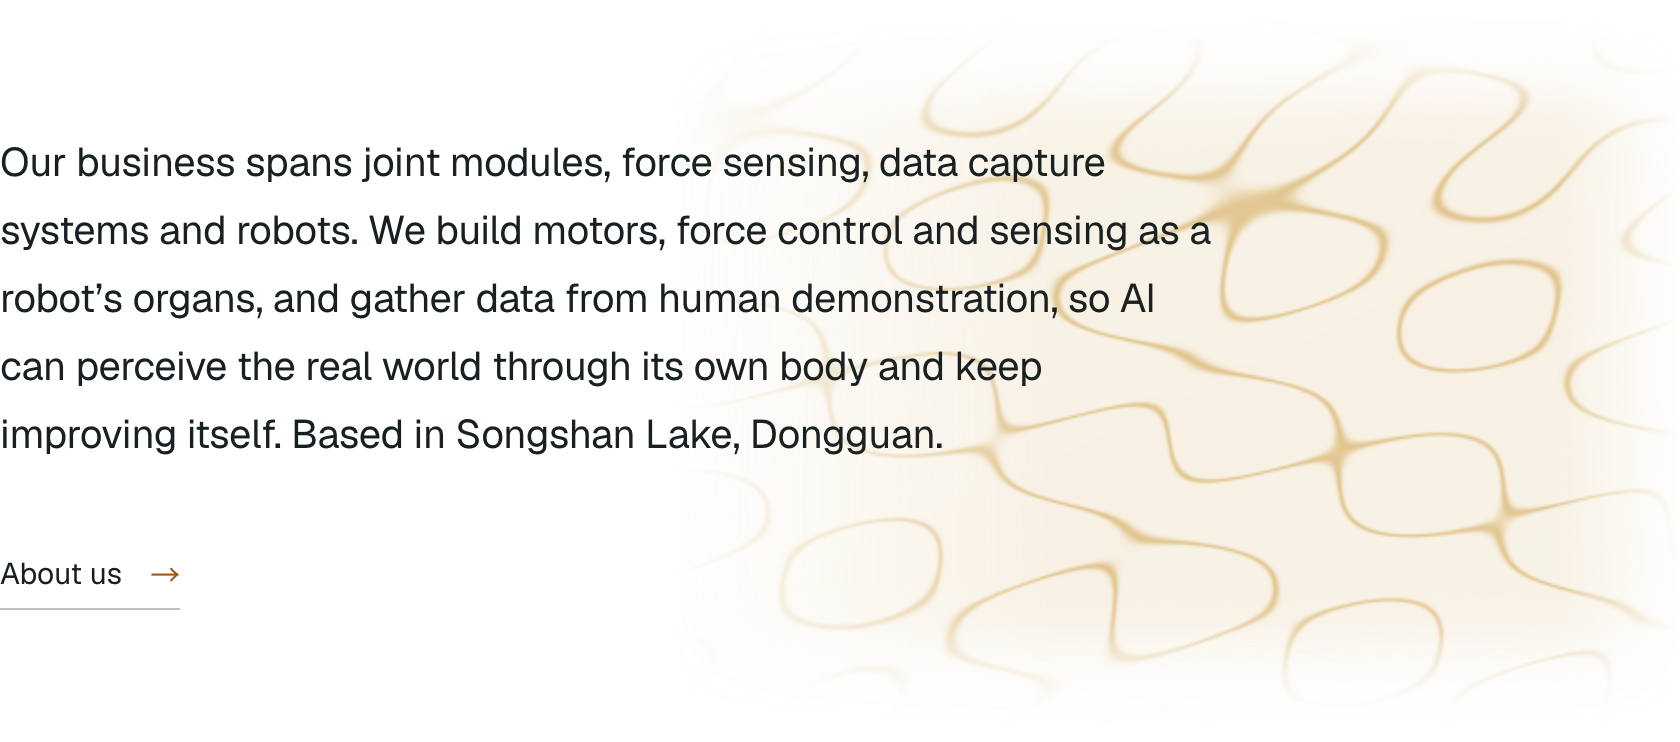 Our business spans joint modules, force sensing, data capture
systems and robots. We build motors, force control and sensing as a
robot’s organs, and gather data from human demonstration, so AI
can perceive the real world through its own body and keep
improving itself. Based in Songshan Lake, Dongguan.
About us →